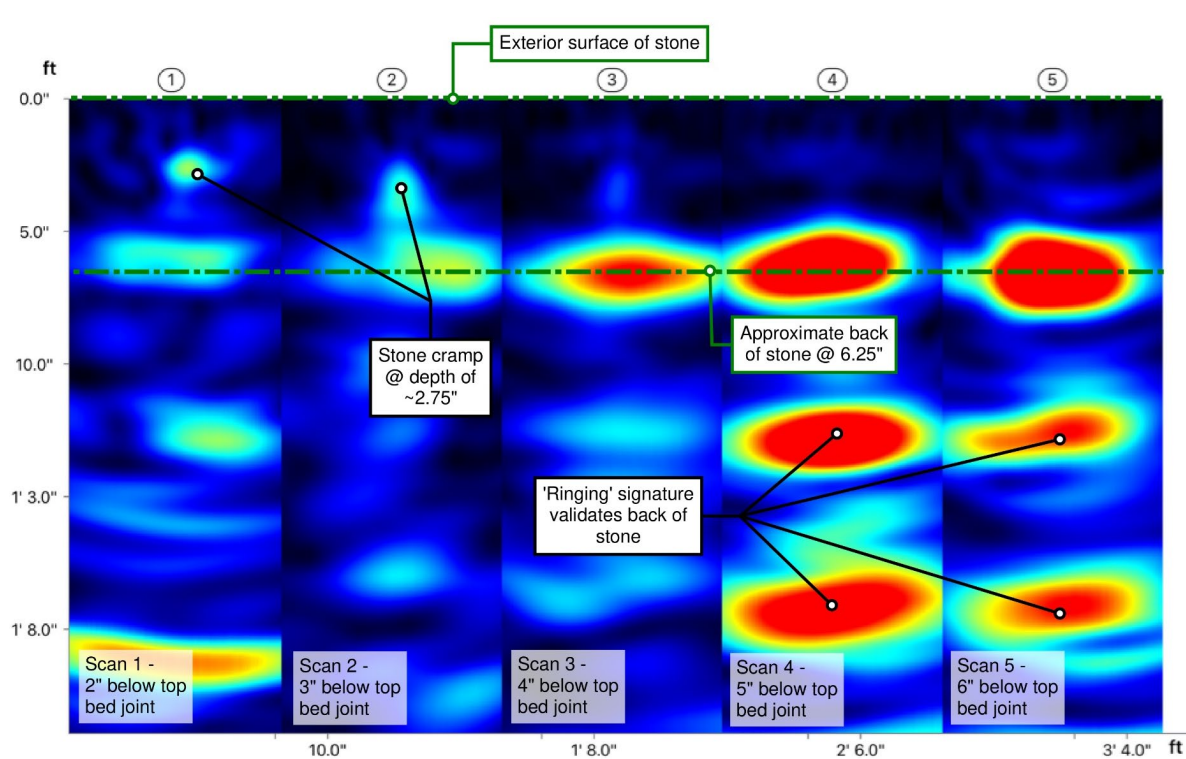 Exterior surface of stone
ft
1
2
3
4
5
0.0"
5.0"
Approximate back
of stone @ 6.25"
Stone cramp
@ depth of
~2.75"
10.0"
'Ringing' signature
validates back of
stone
1' 3.0"
1' 8.0"
Scan 1 -
2" below top
bed joint
Scan 2 -
3" below top
bed joint
Scan 3 -
4" below top
bed joint
Scan 4 -
5" below top
bed joint
Scan 5 -
6" below top
bed joint
10.0"
1' 8.0"
2' 6.0"
3' 4.0"
ft